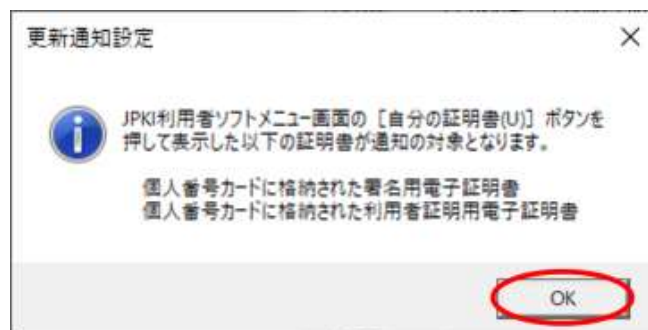 更新通知設定
JPKI利用者ソフトメニュー画面の［自分の証明書(U)］ボタンを
押して表示した以下の証明書が通知の対象となります。
個人番号カードに格納された署名用電子証明書
個人番号カードに格納された利用者証明用電子証明書
OK